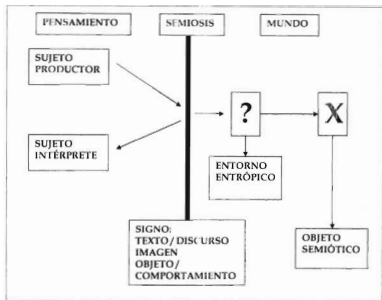 PENSAMIENTO SEMIOSIS MUNDO
SUJETO
PRODUCTOR
? X
SUJETO
INTÉRPRETE
ENTORNO
ENTRÓPICO
SIGNO:
TEXTO/DISCURSO
IMAGEN
OBJETO/
COMPORTAMIENTO
OBJETO
SEMIÓTICO